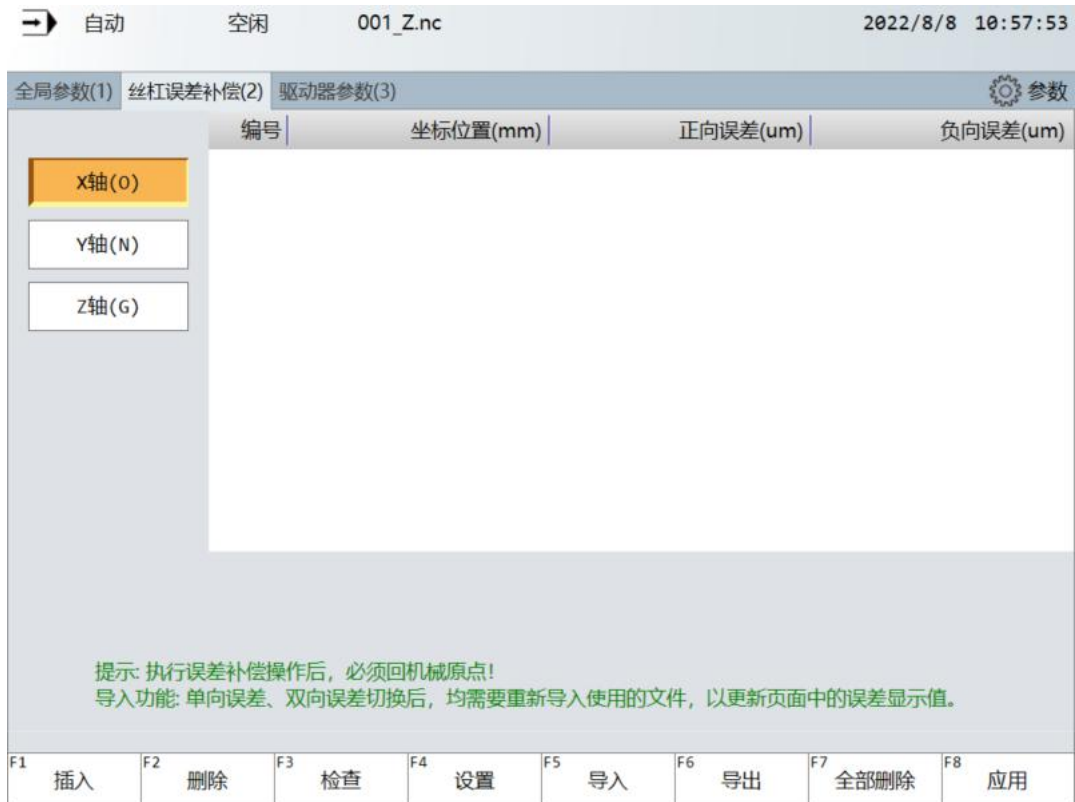 自动 空闲 001_Z.nc 2022/8/8 10:57:53
全局参数(1) 丝杠误差补偿(2) 驱动器参数(3) 参数
编号 坐标位置(mm) 正向误差(um) 负向误差(um)
X轴(O)
Y轴(N)
Z轴(G)
提示: 执行误差补偿操作后，必须回机械原点!
导入功能: 单向误差、双向误差切换后，均需要重新导入使用的文件，以更新页面中的误差显示值。
F1 插入 F2 删除 F3 检查 F4 设置 F5 导入 F6 导出 F7 全部删除 F8 应用